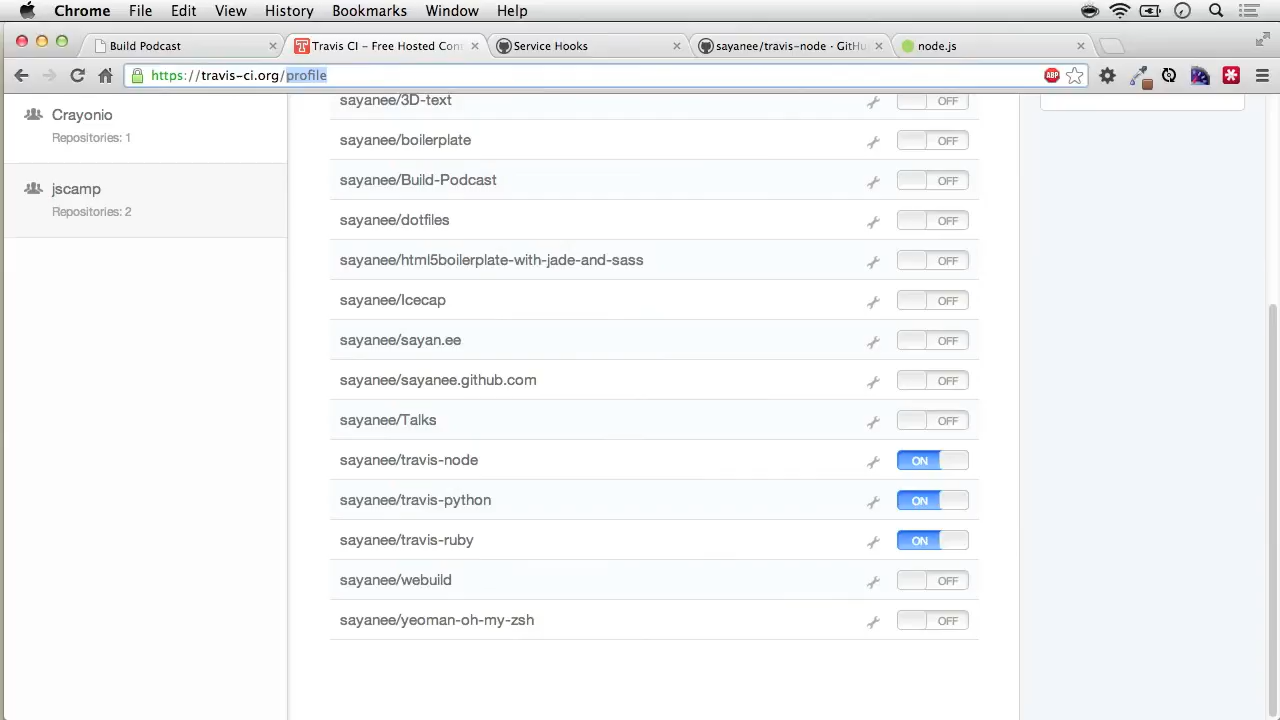 Chrome File Edit View History Bookmarks Window Help
Build Podcast
Travis CI - Free Hosted Con
Service Hooks
sayanee/travis-node · GitHu
node.js
https://travis-ci.org/profile
ABP
Crayonio
Repositories: 1
jscamp
Repositories: 2
sayanee/3D-text OFF
sayanee/boilerplate OFF
sayanee/Build-Podcast OFF
sayanee/dotfiles OFF
sayanee/html5boilerplate-with-jade-and-sass OFF
sayanee/Icecap OFF
sayanee/sayan.ee OFF
sayanee/sayanee.github.com OFF
sayanee/Talks OFF
sayanee/travis-node ON
sayanee/travis-python ON
sayanee/travis-ruby ON
sayanee/webuild OFF
sayanee/yeoman-oh-my-zsh OFF